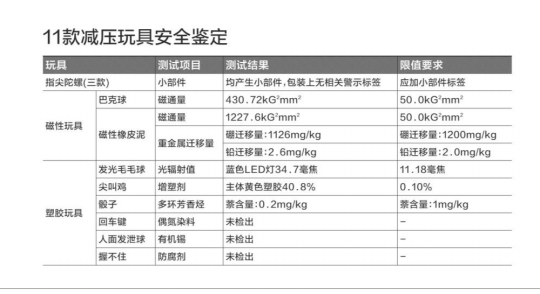 11款减压玩具安全鉴定
玩具 测试项目 测试结果 限值要求
指尖陀螺(三款) 小部件 均产生小部件,包装上无相关警示标签 应加小部件标签
磁性玩具 巴克球 磁通量 430.72kG²mm² 50.0kG²mm²
磁性橡皮泥 磁通量 1227.6kG²mm² 50.0kG²mm²
重金属迁移量 硼迁移量:1126mg/kg 硼迁移量:1200mg/kg
铅迁移量:2.6mg/kg 铅迁移量:2.0mg/kg
塑胶玩具 发光毛毛球 光辐射值 蓝色LED灯34.7毫焦 11.18毫焦
尖叫鸡 增塑剂 主体黄色塑胶40.8% 0.10%
骰子 多环芳香烃 萘含量:0.2mg/kg 萘含量:1mg/kg
回车键 偶氮染料 未检出 –
人面发泄球 有机锡 未检出 –
握不住 防腐剂 未检出 –